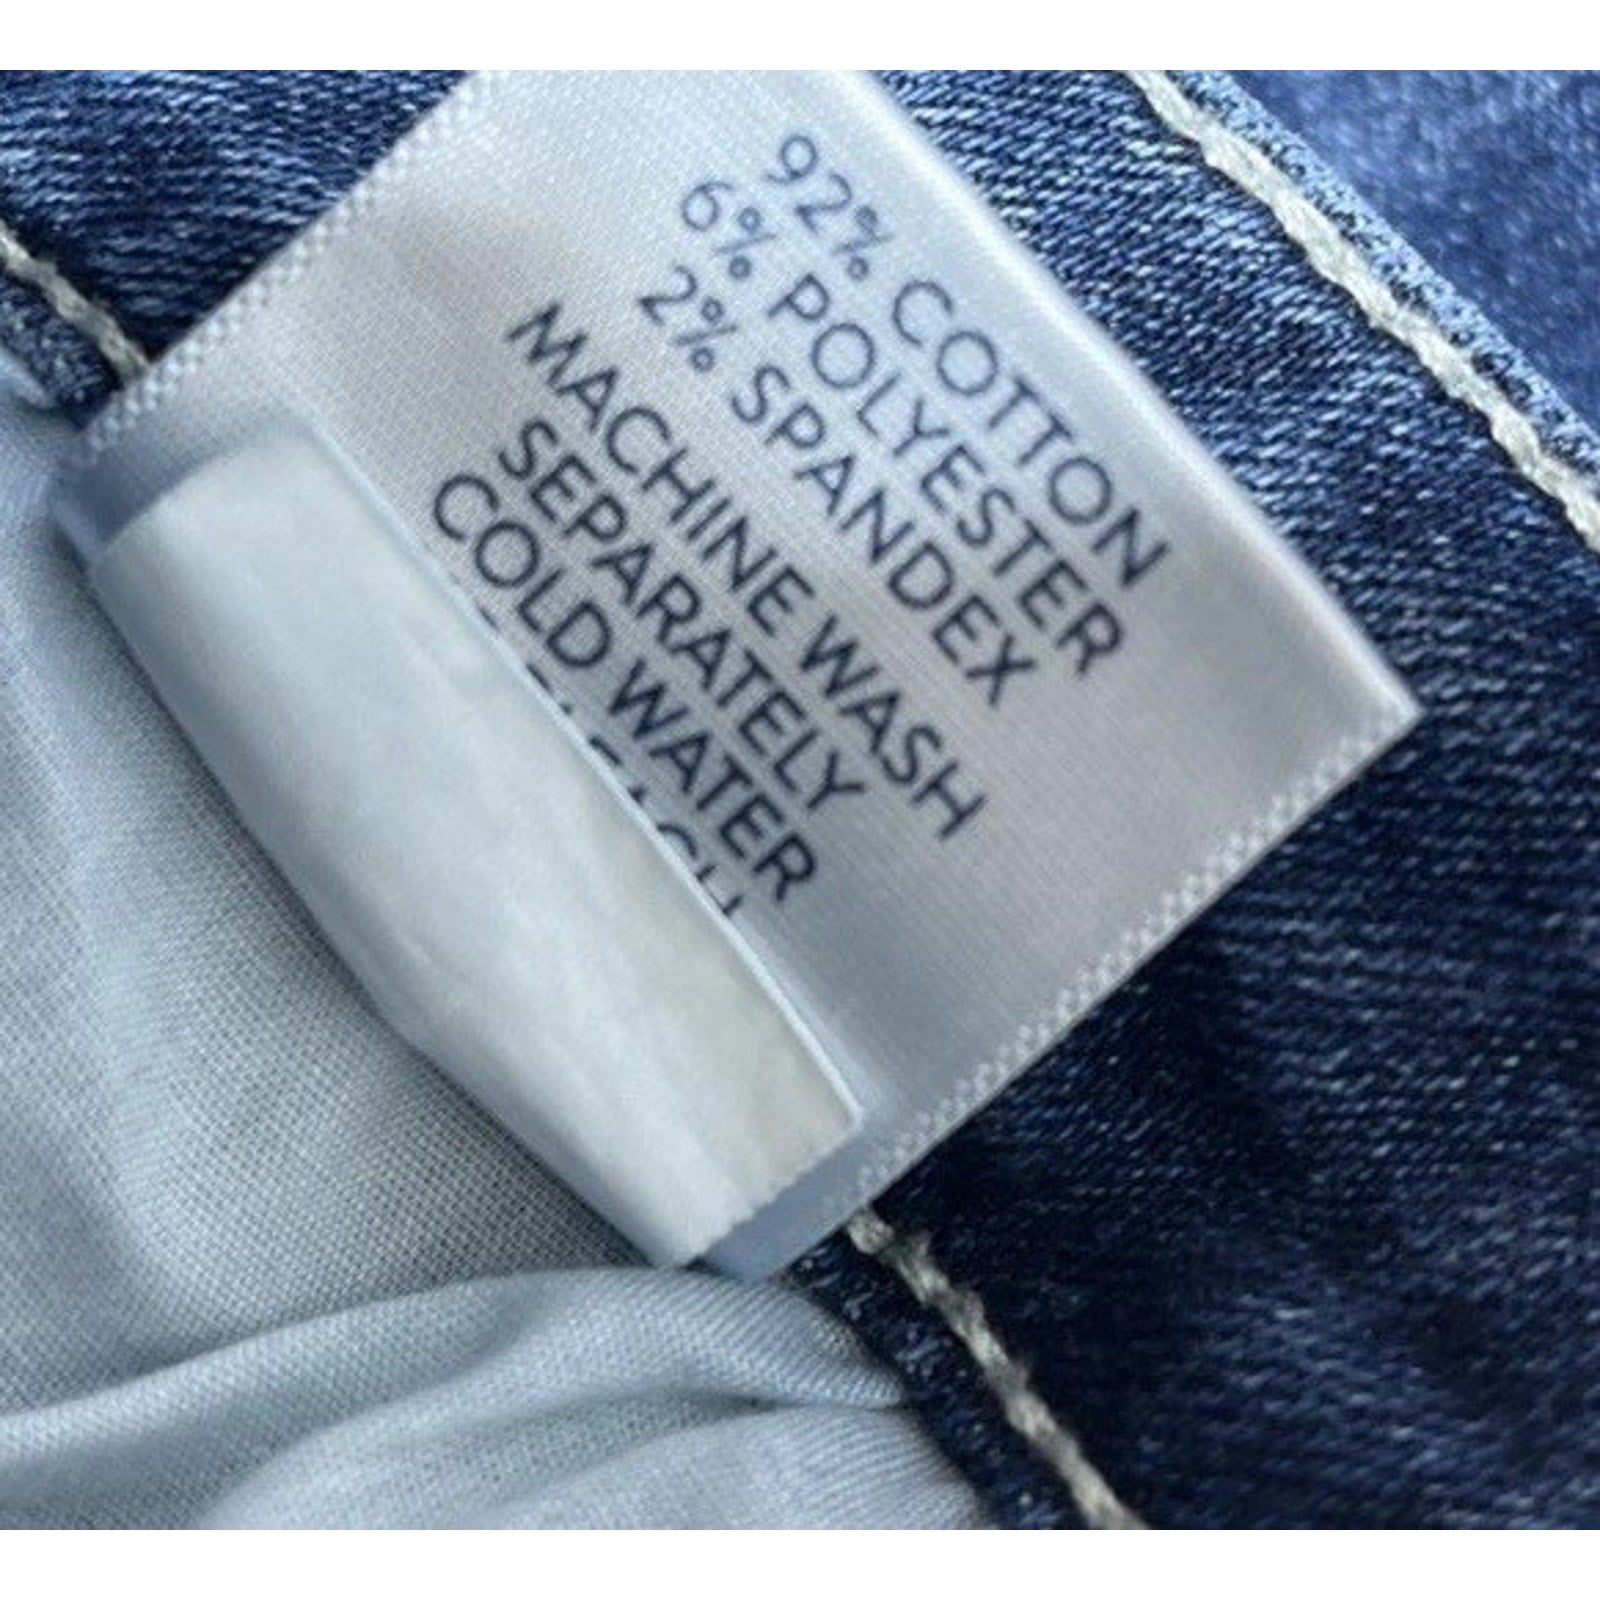 92% COTTON
6% POLYESTER
2% SPANDEX
MACHINE WASH
SEPARATELY
COLD WATER